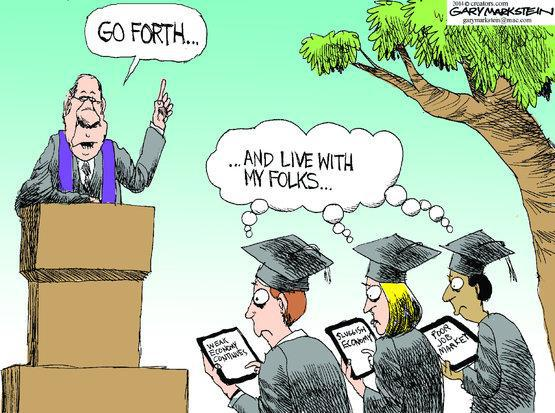 2014 © creators.com
GARY MARKSTEIN
garymarkstein@mac.com
GO FORTH...
...AND LIVE WITH
MY FOLKS...
WEAK
ECONOMY
CONTINUES
SLUGGISH
ECONOMY
POOR
JOB
MARKET